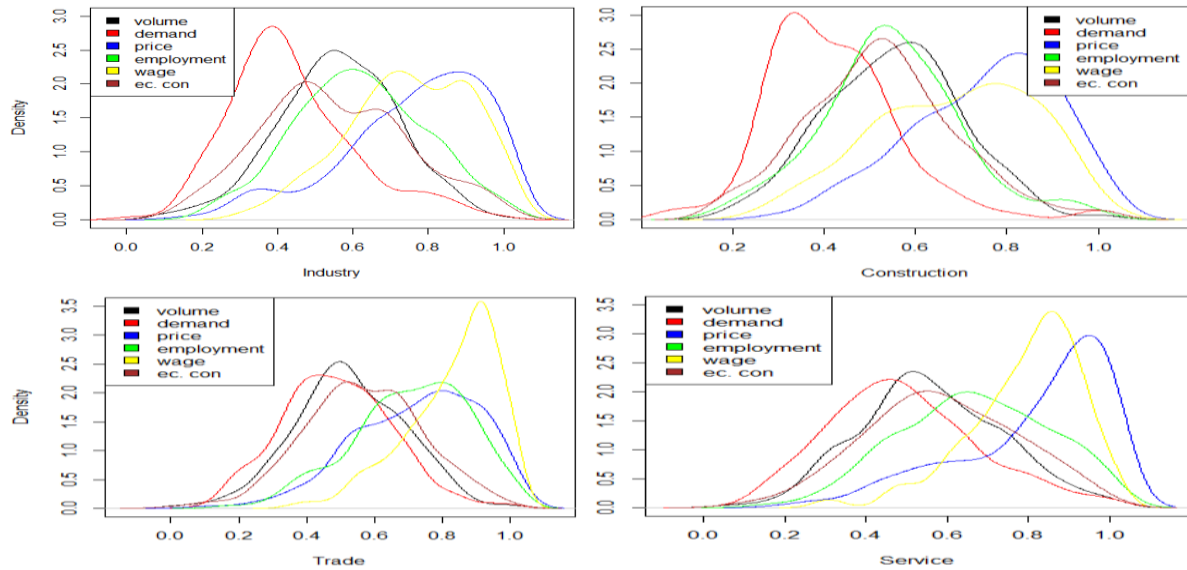 volume
demand
price
employment
wage
ec. con
Density
0.0 0.5 1.0 1.5 2.0 2.5 3.0
0.0 0.2 0.4 0.6 0.8 1.0
Industry
volume
demand
price
employment
wage
ec. con
0.0 0.5 1.0 1.5 2.0 2.5 3.0
0.2 0.4 0.6 0.8 1.0
Construction
volume
demand
price
employment
wage
ec. con
Density
0.0 0.5 1.0 1.5 2.0 2.5 3.0 3.5
0.0 0.2 0.4 0.6 0.8 1.0
Trade
volume
demand
price
employment
wage
ec. con
0.0 0.5 1.0 1.5 2.0 2.5 3.0 3.5
0.0 0.2 0.4 0.6 0.8 1.0
Service